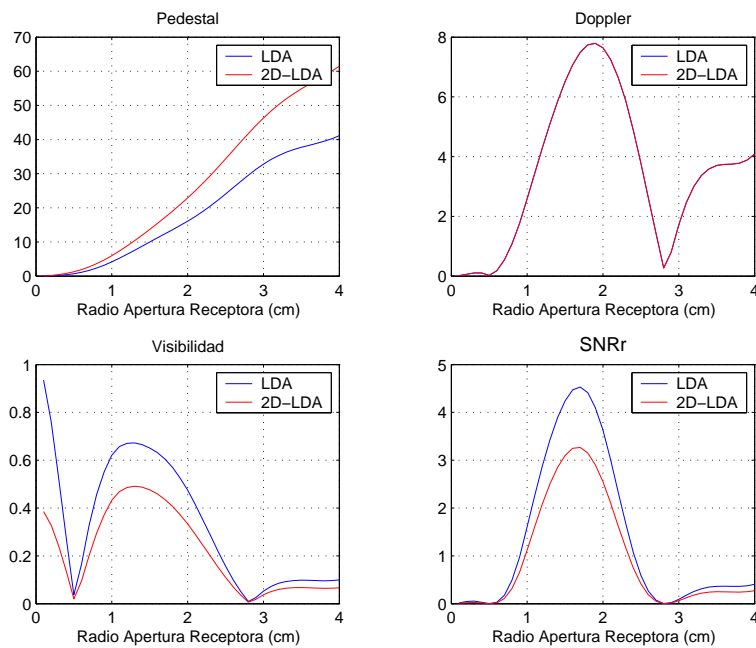 Pedestal
70
60
50
40
30
20
10
0
0 1 2 3 4
Radio Apertura Receptora (cm)
LDA
2D-LDA
Doppler
8
6
4
2
0
0 1 2 3 4
Radio Apertura Receptora (cm)
LDA
2D-LDA
Visibilidad
1
0.8
0.6
0.4
0.2
0
0 1 2 3 4
Radio Apertura Receptora (cm)
LDA
2D-LDA
SNRr
5
4
3
2
1
0
0 1 2 3 4
Radio Apertura Receptora (cm)
LDA
2D-LDA